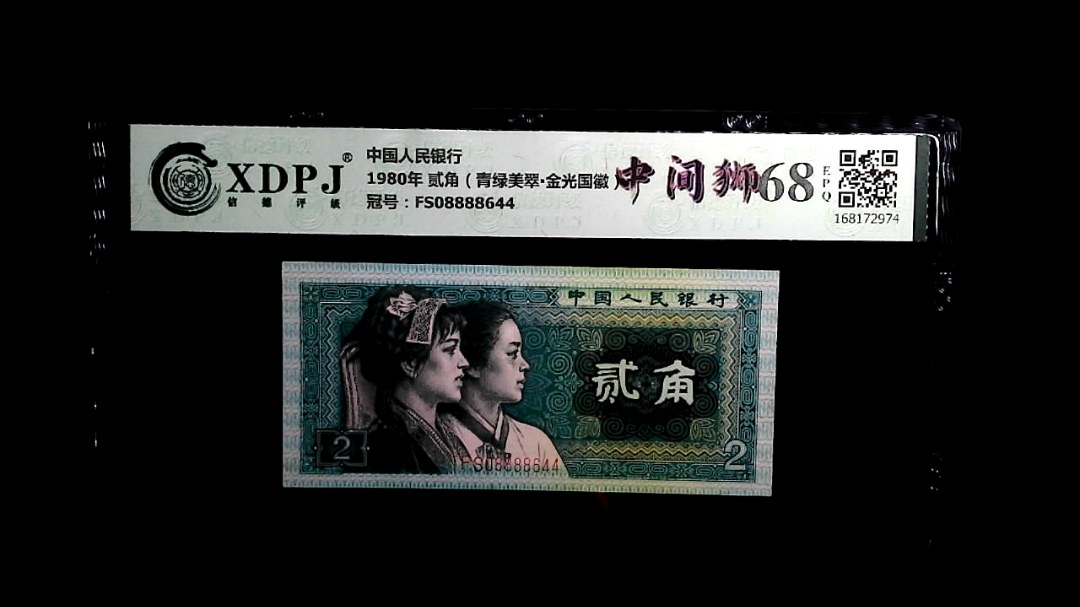 XDPJ®
信德评级
中国人民银行
1980年 贰角（青绿美翠·金光国徽）
冠号：FS08888644
中间狮
68
EPQ
168172974
中国人民银行
贰角
2
2
FS08888644